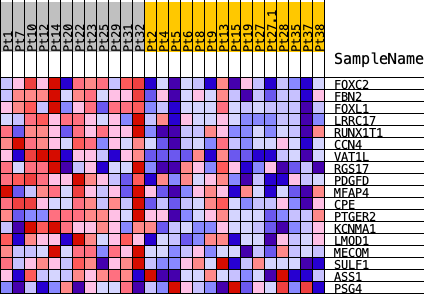 Pt1
Pt7
Pt10
Pt12
Pt14
Pt20
Pt22
Pt23
Pt25
Pt29
Pt31
Pt32
Pt2
Pt4
Pt5
Pt6
Pt8
Pt9
Pt13
Pt15
Pt19
Pt27
Pt27.1
Pt28
Pt37
Pt38
SampleName
FOXC2
FBN2
FOXL1
LRRC17
RUNX1T1
CCN4
VAT1L
RGS17
PDGFD
MFAP4
CPE
PTGER2
KCNMA1
LMOD1
MECOM
SULF1
ASS1
PSG4